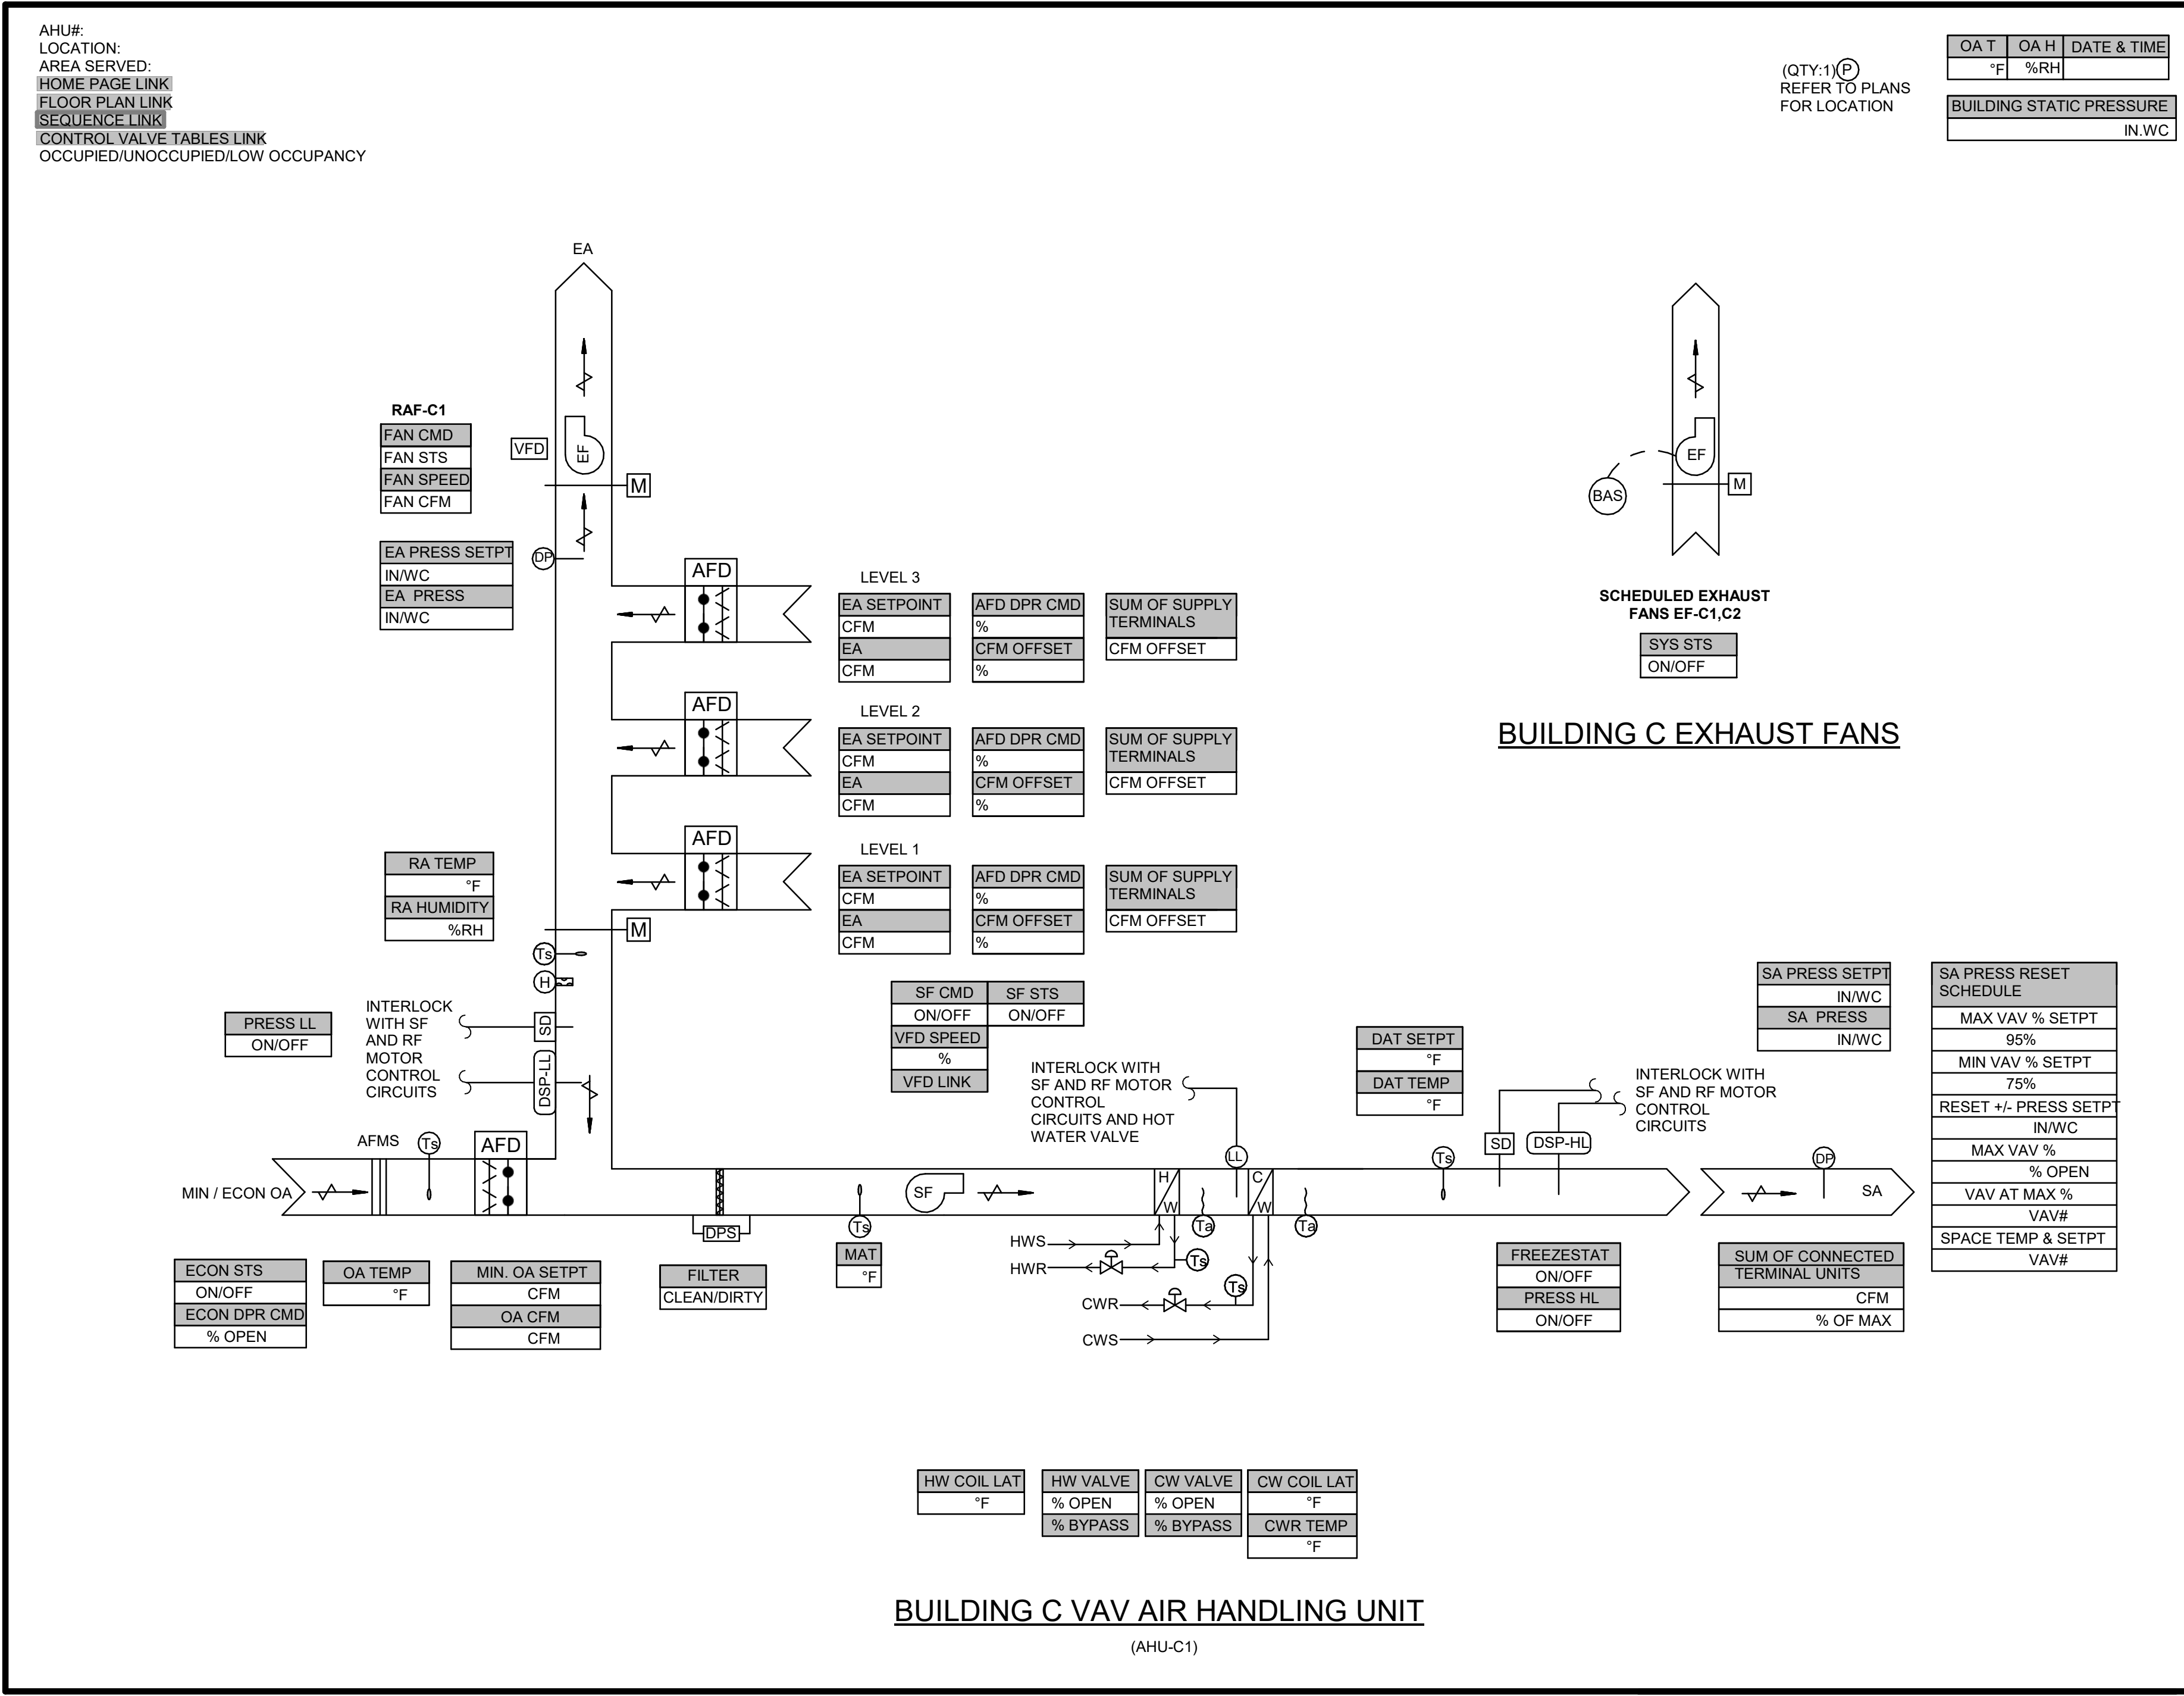 AHU#:
LOCATION:
AREA SERVED:
HOME PAGE LINK
FLOOR PLAN LINK
SEQUENCE LINK
CONTROL VALVE TABLES LINK
OCCUPIED/UNOCCUPIED/LOW OCCUPANCY
(QTY:1) P
REFER TO PLANS
FOR LOCATION
OA T OA H DATE & TIME
°F %RH
BUILDING STATIC PRESSURE
IN.WC
EA
RAF-C1
FAN CMD
FAN STS
FAN SPEED
FAN CFM
VFD
EF
M
EA PRESS SETPT
IN/WC
EA PRESS
IN/WC
DP
BAS
EF
M
SCHEDULED EXHAUST
FANS EF-C1,C2
SYS STS
ON/OFF
BUILDING C EXHAUST FANS
AFD
LEVEL 3
EA SETPOINT
CFM
EA
CFM
AFD DPR CMD
%
CFM OFFSET
%
SUM OF SUPPLY
TERMINALS
CFM OFFSET
AFD
LEVEL 2
EA SETPOINT
CFM
EA
CFM
AFD DPR CMD
%
CFM OFFSET
%
SUM OF SUPPLY
TERMINALS
CFM OFFSET
AFD
LEVEL 1
EA SETPOINT
CFM
EA
CFM
AFD DPR CMD
%
CFM OFFSET
%
SUM OF SUPPLY
TERMINALS
CFM OFFSET
RA TEMP
°F
RA HUMIDITY
%RH
M
Ts
H
INTERLOCK
WITH SF
AND RF
MOTOR
CONTROL
CIRCUITS
SD
DSP-LL
PRESS LL
ON/OFF
SF CMD SF STS
ON/OFF ON/OFF
VFD SPEED
%
VFD LINK
INTERLOCK WITH
SF AND RF MOTOR
CONTROL
CIRCUITS AND HOT
WATER VALVE
LL
DAT SETPT
°F
DAT TEMP
°F
INTERLOCK WITH
SF AND RF MOTOR
CONTROL
CIRCUITS
SD
DSP-HL
SA PRESS SETPT
IN/WC
SA PRESS
IN/WC
SA PRESS RESET
SCHEDULE
MAX VAV % SETPT
95%
MIN VAV % SETPT
75%
RESET +/- PRESS SETPT
IN/WC
MAX VAV %
% OPEN
VAV AT MAX %
VAV#
SPACE TEMP & SETPT
VAV#
AFMS
Ts
AFD
MIN / ECON OA
DPS
Ts
SF
H
W
Ta
C
W
Ta
Ts
DP
SA
HWS
HWR
Ts
CWR
Ts
CWS
ECON STS
ON/OFF
ECON DPR CMD
% OPEN
OA TEMP
°F
MIN. OA SETPT
CFM
OA CFM
CFM
FILTER
CLEAN/DIRTY
MAT
°F
FREEZESTAT
ON/OFF
PRESS HL
ON/OFF
SUM OF CONNECTED
TERMINAL UNITS
CFM
% OF MAX
HW COIL LAT
°F
HW VALVE
% OPEN
% BYPASS
CW VALVE
% OPEN
% BYPASS
CW COIL LAT
°F
CWR TEMP
°F
BUILDING C VAV AIR HANDLING UNIT
(AHU-C1)